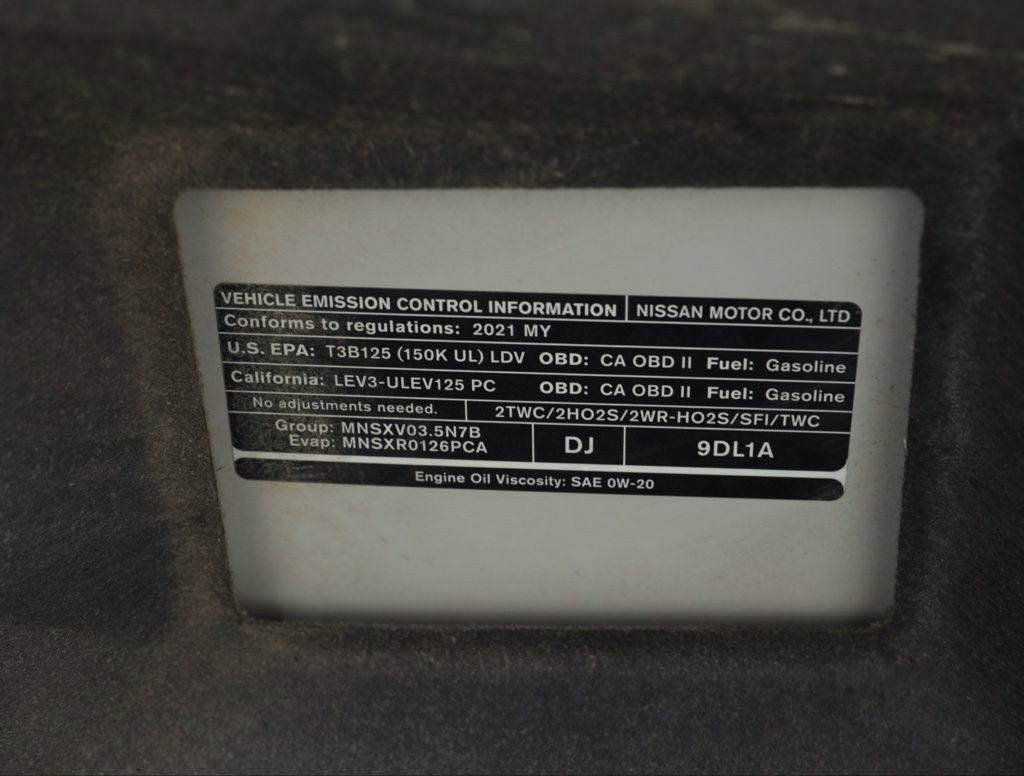 VEHICLE EMISSION CONTROL INFORMATION NISSAN MOTOR CO., LTD
Conforms to regulations: 2021 MY
U.S. EPA: T3B125 (150K UL) LDV OBD: CA OBD II Fuel: Gasoline
California: LEV3-ULEV125 PC OBD: CA OBD II Fuel: Gasoline
No adjustments needed. 2TWC/2HO2S/2WR-HO2S/SFI/TWC
Group: MNSXV03.5N7B
Evap: MNSXR0126PCA
DJ 9DL1A
Engine Oil Viscosity: SAE 0W-20